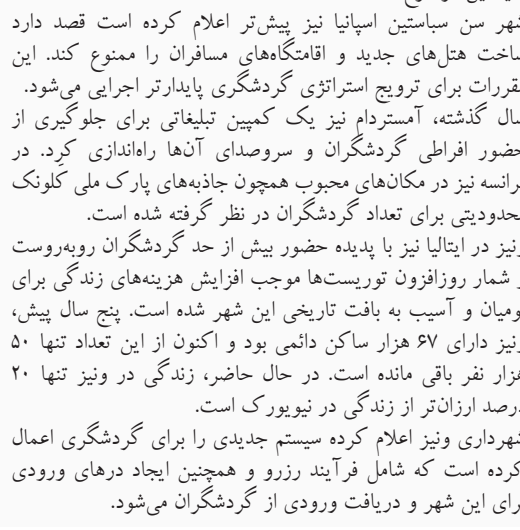 شهر سن سباستین اسپانیا نیز پیش‌تر اعلام کرده است قصد دارد
ساخت هتل‌های جدید و اقامتگاه‌های مسافران را ممنوع کند. این
مقررات برای ترویج استراتژی گردشگری پایدارتر اجرایی می‌شود.
سال گذشته، آمستردام نیز یک کمپین تبلیغاتی برای جلوگیری از
حضور افراطی گردشگران و سروصدای آن‌ها راه‌اندازی کرد. در
فرانسه نیز در مکان‌های محبوب همچون جاذبه‌های پارک ملی کَلونک
محدودیتی برای تعداد گردشگران در نظر گرفته شده است.
ونیز در ایتالیا نیز با پدیده حضور بیش از حد گردشگران روبه‌روست
و شمار روزافزون توریست‌ها موجب افزایش هزینه‌های زندگی برای
بومیان و آسیب به بافت تاریخی این شهر شده است. پنج سال پیش،
ونیز دارای ۶۷ هزار ساکن دائمی بود و اکنون از این تعداد تنها ۵۰
هزار نفر باقی مانده است. در حال حاضر، زندگی در ونیز تنها ۲۰
درصد ارزان‌تر از زندگی در نیویورک است.
شهرداری ونیز اعلام کرده سیستم جدیدی را برای گردشگری اعمال
کرده است که شامل فرآیند رزرو و همچنین ایجاد درهای ورودی
برای این شهر و دریافت ورودی از گردشگران می‌شود.